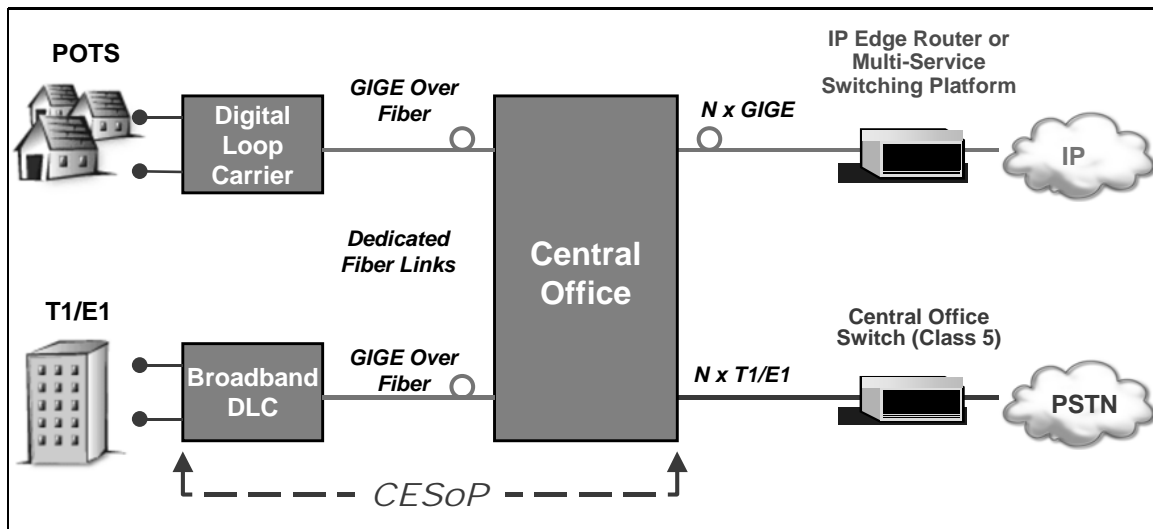 POTS
Digital
Loop
Carrier
GIGE Over
Fiber
N x GIGE
IP Edge Router or
Multi-Service
Switching Platform
IP
Dedicated
Fiber Links
Central
Office
T1/E1
Broadband
DLC
GIGE Over
Fiber
N x T1/E1
Central Office
Switch (Class 5)
PSTN
CESoP